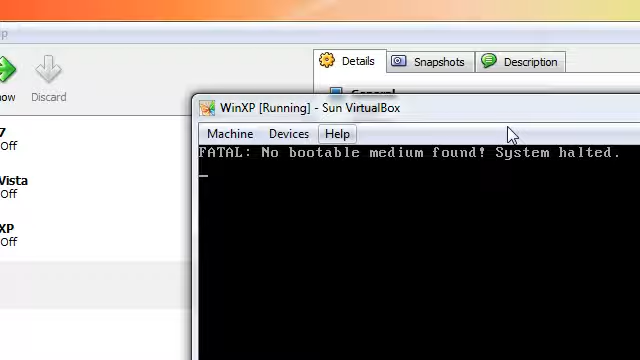 Details
Snapshots
Description
Discard
General
WinXP [Running] - Sun VirtualBox
Machine
Devices
Help
FATAL: No bootable medium found! System halted.
_
7
Off
Vista
Off
XP
Off